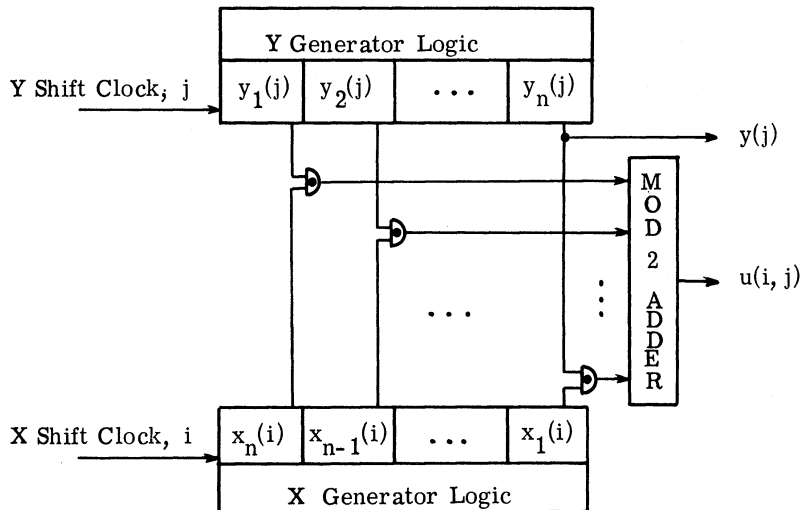 Y Generator Logic
Y Shift Clock, j
y1(j) y2(j) ... yn(j)
y(j)
MOD 2 ADDER
u(i, j)
...
X Shift Clock, i
xn(i) xn-1(i) ... x1(i)
X Generator Logic